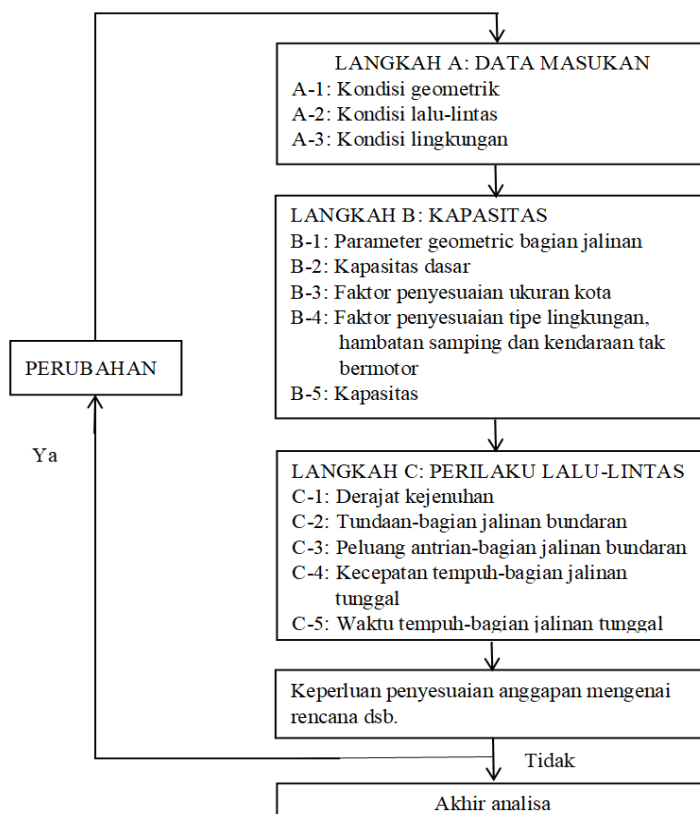 LANGKAH A: DATA MASUKAN
A-1: Kondisi geometrik
A-2: Kondisi lalu-lintas
A-3: Kondisi lingkungan
LANGKAH B: KAPASITAS
B-1: Parameter geometric bagian jalinan
B-2: Kapasitas dasar
B-3: Faktor penyesuaian ukuran kota
B-4: Faktor penyesuaian tipe lingkungan,
hambatan samping dan kendaraan tak
bermotor
B-5: Kapasitas
PERUBAHAN
Ya
LANGKAH C: PERILAKU LALU-LINTAS
C-1: Derajat kejenuhan
C-2: Tundaan-bagian jalinan bundaran
C-3: Peluang antrian-bagian jalinan bundaran
C-4: Kecepatan tempuh-bagian jalinan
tunggal
C-5: Waktu tempuh-bagian jalinan tunggal
Keperluan penyesuaian anggapan mengenai
rencana dsb.
Tidak
Akhir analisa